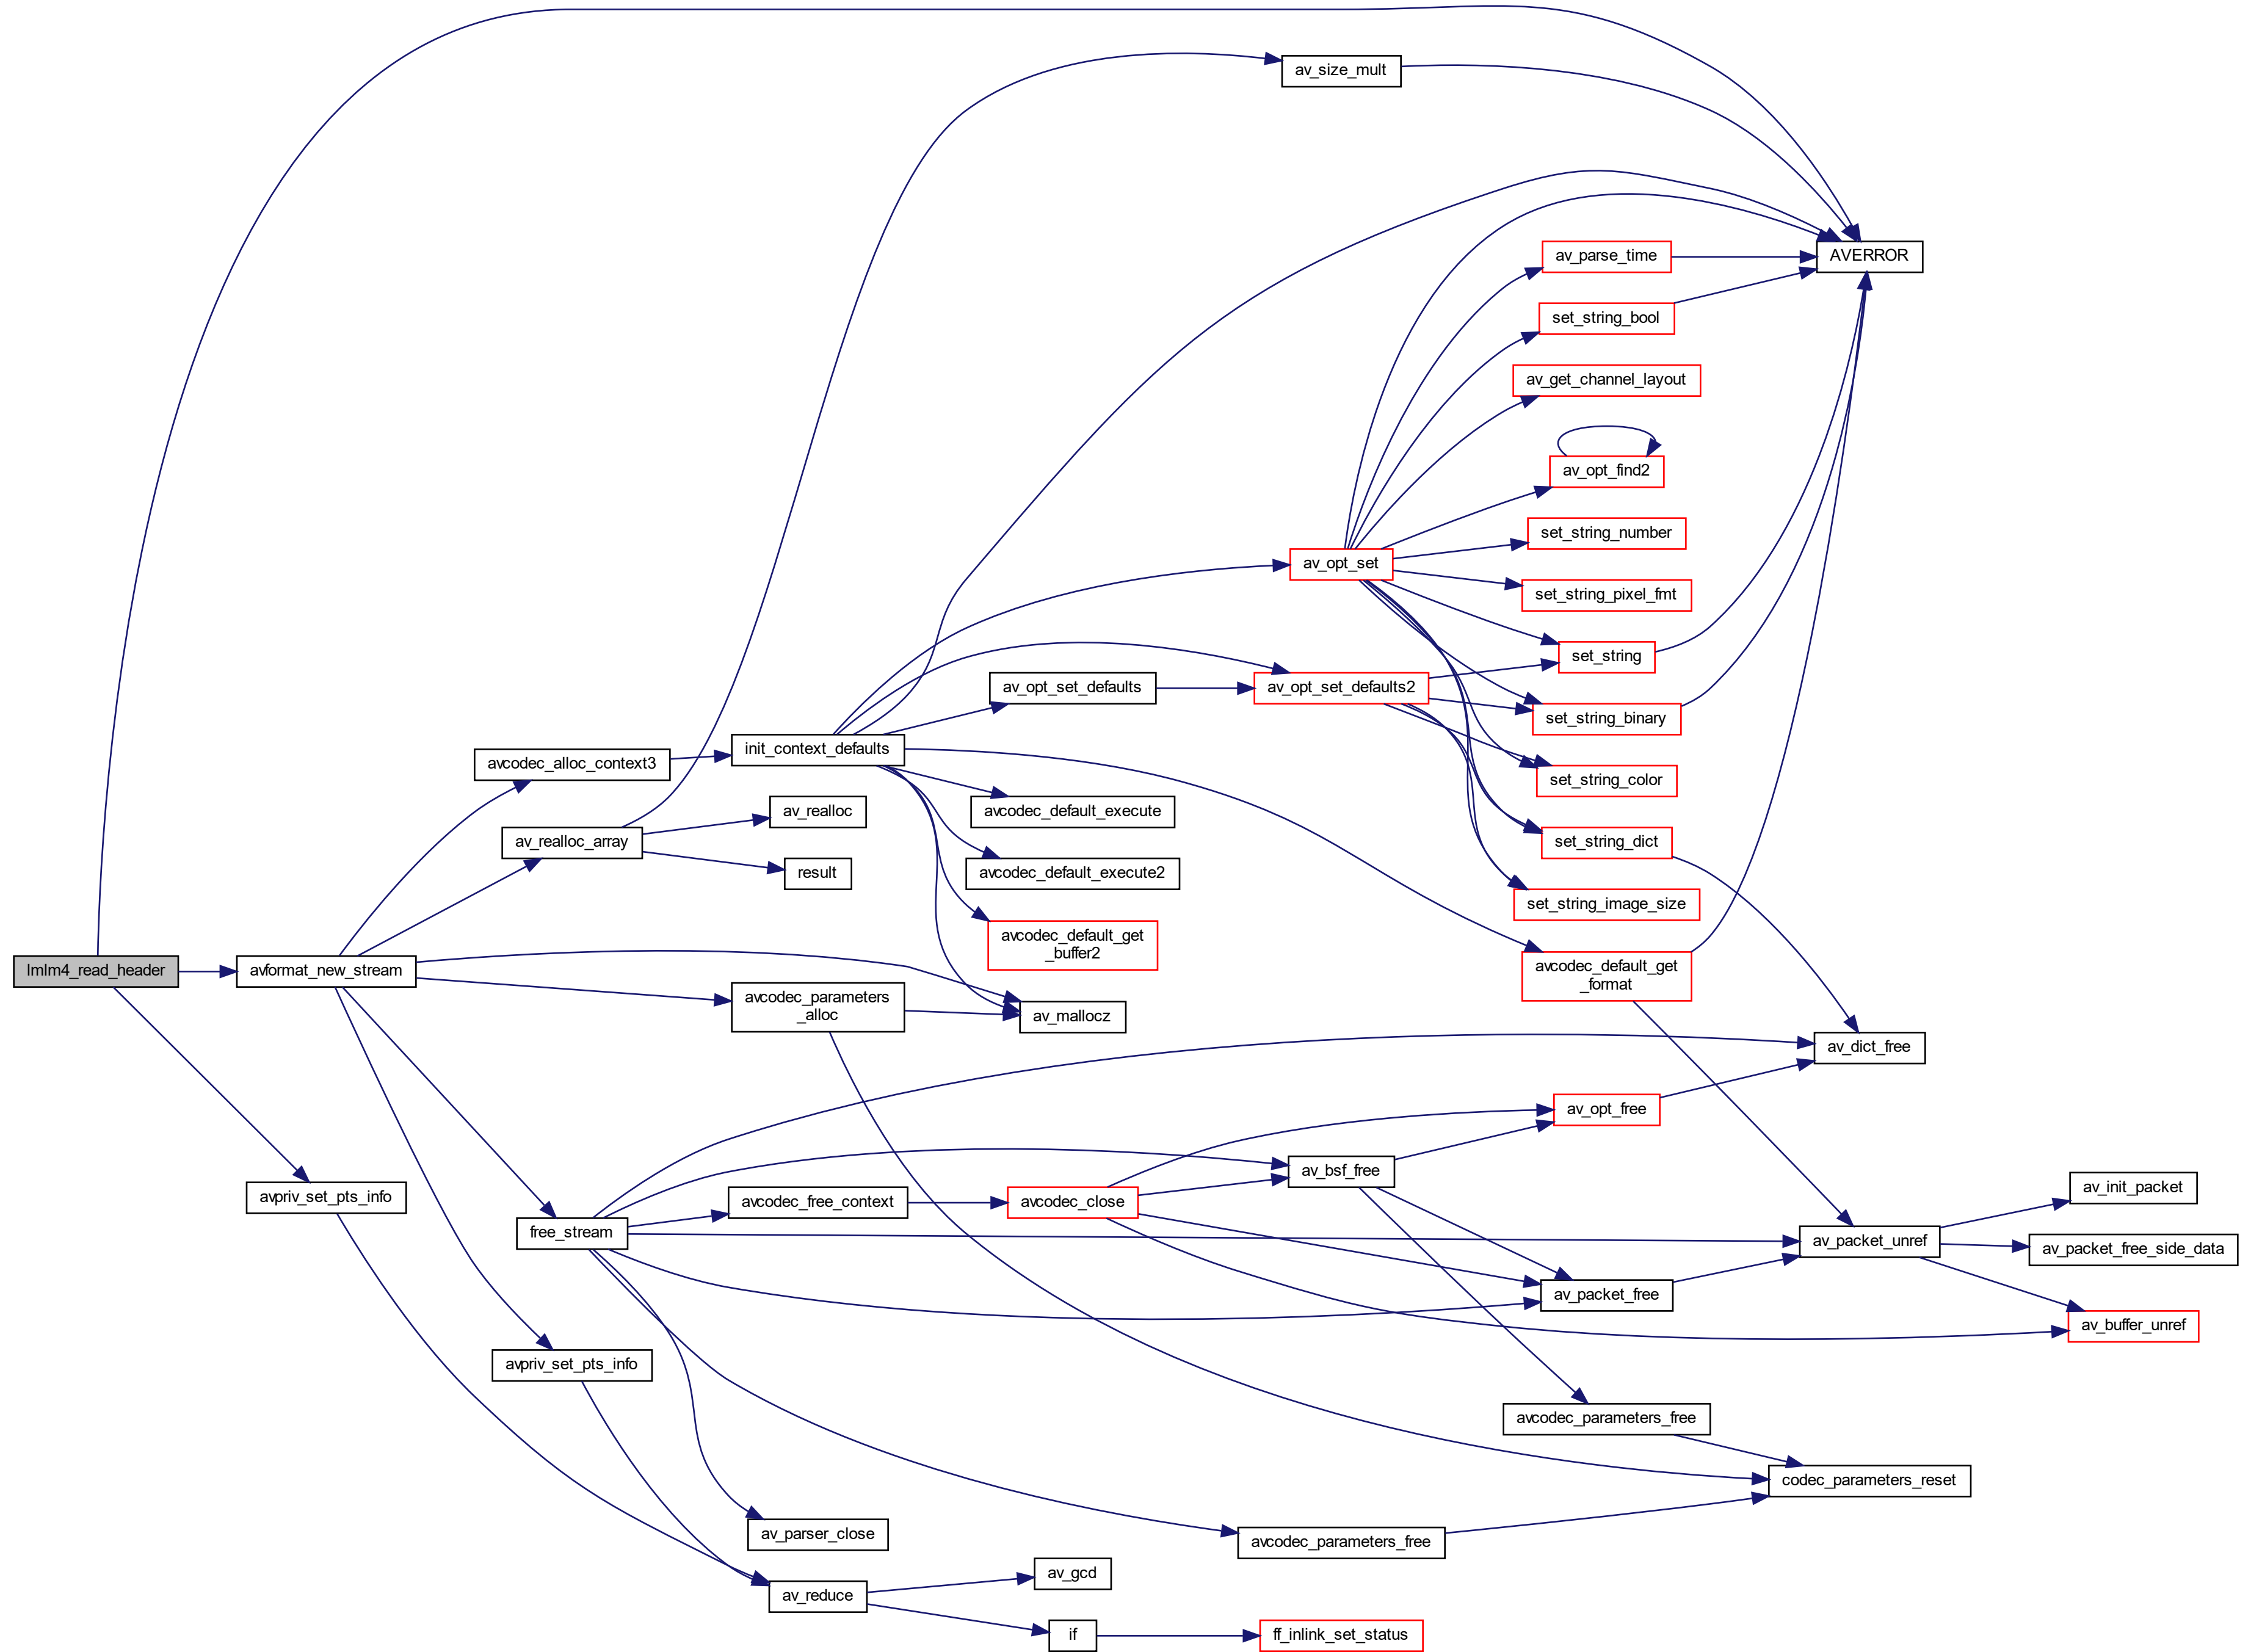 av_size_mult
av_parse_time
AVERROR
set_string_bool
av_get_channel_layout
av_opt_find2
set_string_number
av_opt_set
set_string_pixel_fmt
set_string
av_opt_set_defaults
av_opt_set_defaults2
set_string_binary
init_context_defaults
avcodec_alloc_context3
set_string_color
avcodec_default_execute
av_realloc
av_realloc_array
set_string_dict
result
avcodec_default_execute2
set_string_image_size
avcodec_default_get
_buffer2
lmlm4_read_header
avformat_new_stream
avcodec_default_get
_format
avcodec_parameters
_alloc
av_mallocz
av_dict_free
av_opt_free
av_bsf_free
av_init_packet
avpriv_set_pts_info
avcodec_free_context
avcodec_close
free_stream
av_packet_unref
av_packet_free_side_data
av_packet_free
av_buffer_unref
avpriv_set_pts_info
avcodec_parameters_free
codec_parameters_reset
av_parser_close
avcodec_parameters_free
av_gcd
av_reduce
if
ff_inlink_set_status